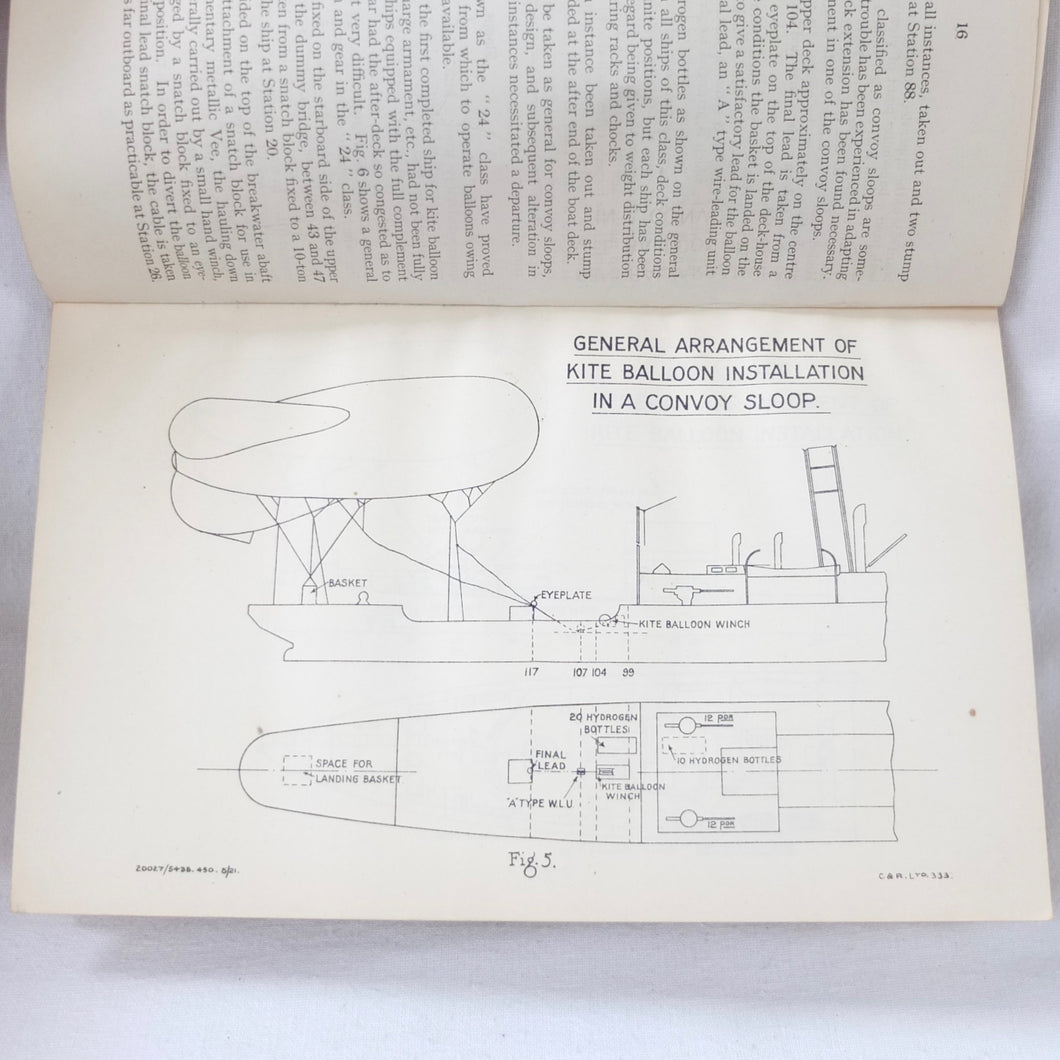 16
all instances, taken out and two stump
at Station 88.
classified as convoy sloops are some-
trouble has been experienced in adapting
ck extension has been found necessary.
ment in one of the convoy sloops.
pper deck approximately on the centre
104. The final lead is taken from a
eyeplate on the top of the deck-house
e conditions the basket is landed on the
o give a satisfactory lead for the balloon
al lead, an "A" type wire-leading unit
rogen bottles as shown on the general
all ships of this class, deck conditions
nite positions, but each ship has been
egard being given to weight distribution
ring racks and chocks.
instance been taken out and stump
ded at the after end of the boat deck.
be taken as general for convoy sloops,
design, and subsequent alteration in
instances necessitated a departure.
wn as the "24" class have proved
from which to operate balloons owing
available.
the first completed ship for kite balloon
harge armament, etc., had not been fully
hips equipped with the full complement
ar had the after-deck so congested as to
t very difficult. Fig. 6 shows a general
n and gear in the "24" class.
fixed on the starboard side of the upper
the dummy bridge, between 43 and 47
en from a snatch block fixed to a 10-ton
he ship at Station 20.
ided on the top of the breakwater abaft
attachment of a snatch block for use in
mentary metallic Vee, the hauling down
erally carried out by a small hand winch,
ged by a snatch block fixed to an eye-
position. In order to divert the balloon
inal lead snatch block, the cable is taken
s far outboard as practicable at Station 26.
GENERAL ARRANGEMENT OF
KITE BALLOON INSTALLATION
IN A CONVOY SLOOP.
BASKET
EYEPLATE
KITE BALLOON WINCH
117 107 104 99
20 HYDROGEN
BOTTLES
12 PDR
FINAL
LEAD
10 HYDROGEN BOTTLES
SPACE FOR
LANDING BASKET
"A" TYPE W.L.U
KITE BALLOON
WINCH
12 PDR
Fig. 5.
20027/5438. 450. 5/21.
C & R. LTD. 333.